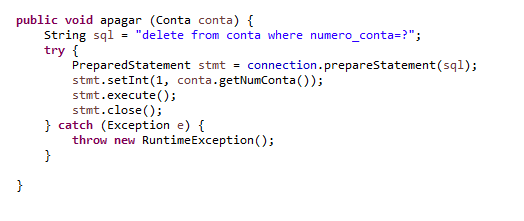 public void apagar (Conta conta) {
    String sql = "delete from conta where numero_conta=?";
    try {
        PreparedStatement stmt = connection.prepareStatement(sql);
        stmt.setInt(1, conta.getNumConta());
        stmt.execute();
        stmt.close();
    } catch (Exception e) {
        throw new RuntimeException();
    }

}